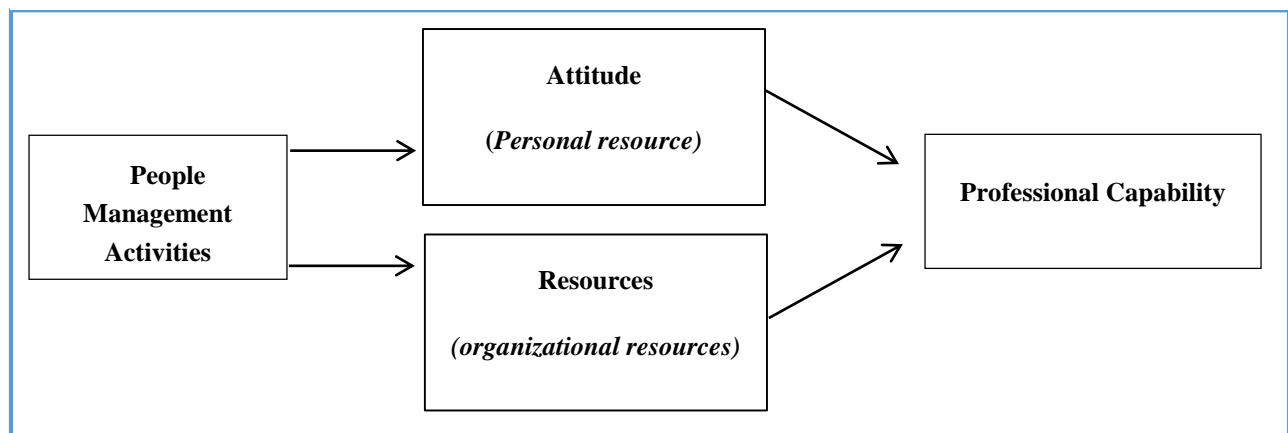 People
Management
Activities
Attitude
(Personal resource)
Resources
(organizational resources)
Professional Capability